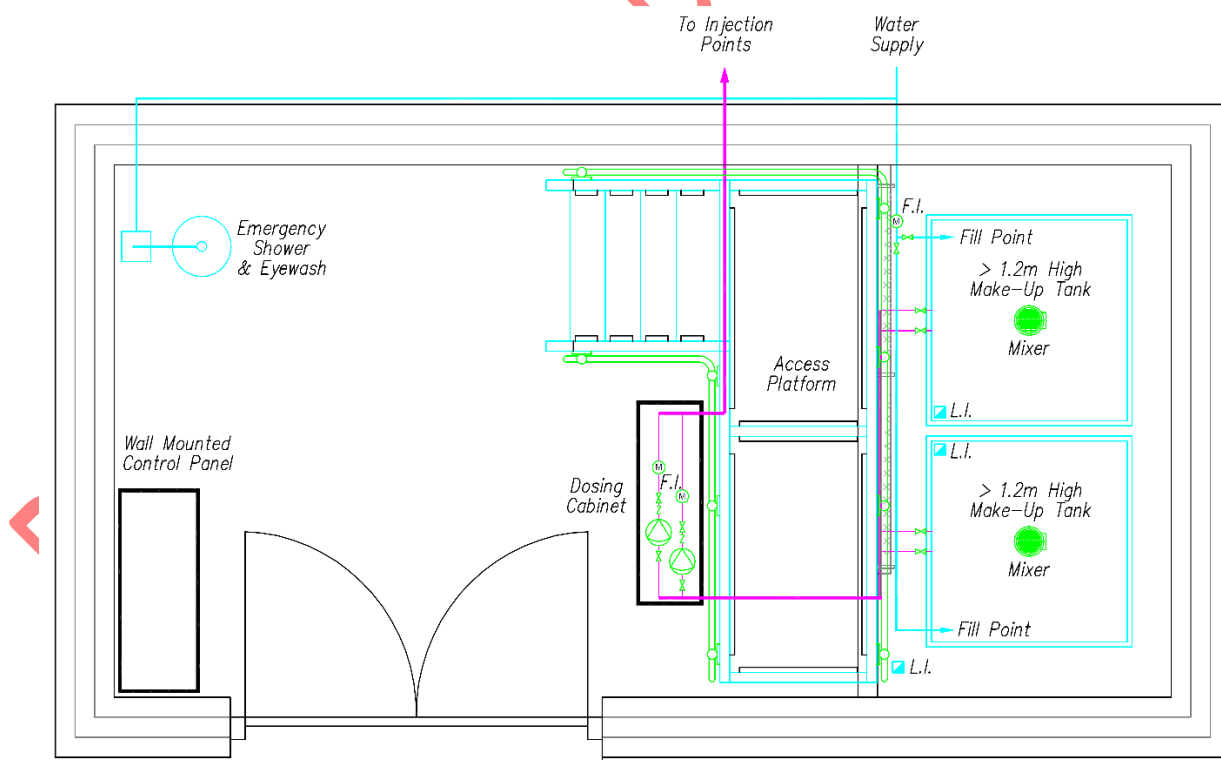 To Injection
Points
Water
Supply
Emergency
Shower
& Eyewash
F.I.
M
Fill Point
> 1.2m High
Make-Up Tank
Mixer
Access
Platform
L.I.
Wall Mounted
Control Panel
Dosing
Cabinet
M
F.I.
M
L.I.
> 1.2m High
Make-Up Tank
Mixer
Fill Point
L.I.